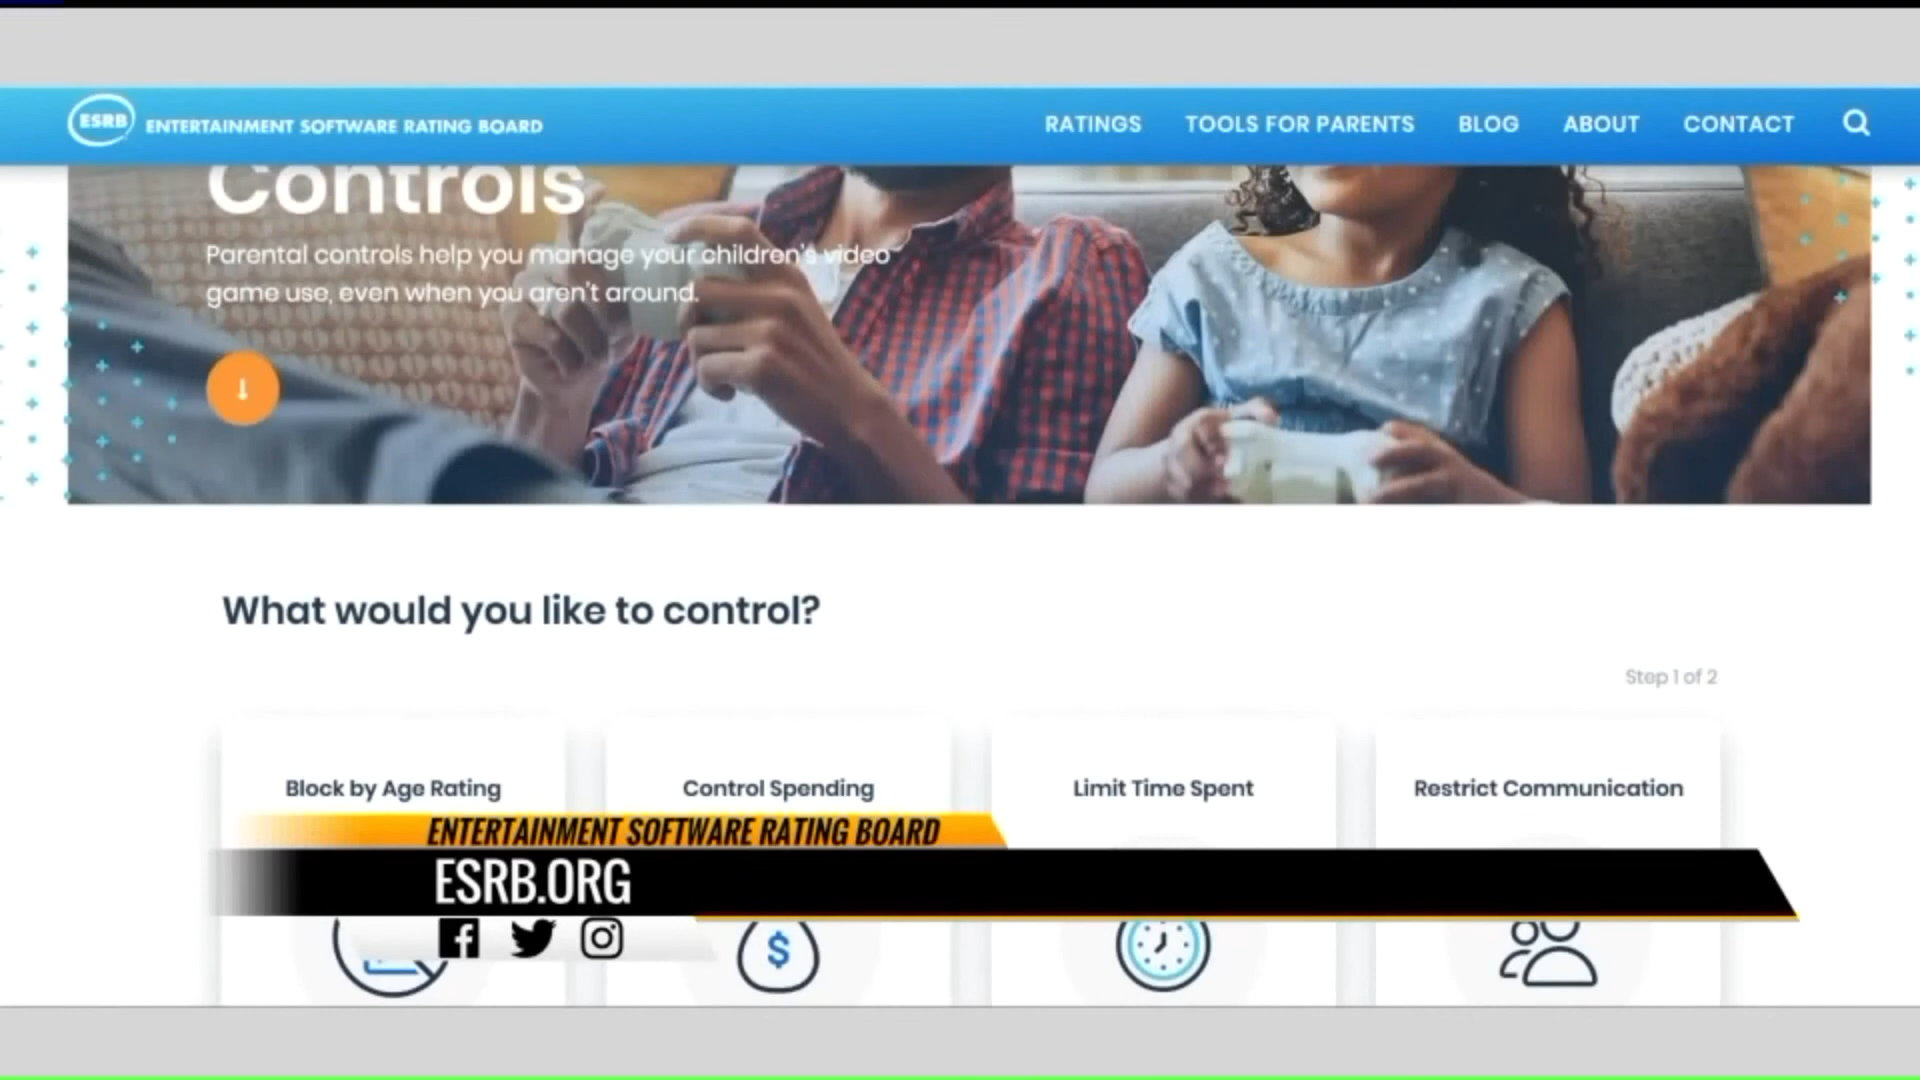 ESRB
ENTERTAINMENT SOFTWARE RATING BOARD
RATINGS
TOOLS FOR PARENTS
BLOG
ABOUT
CONTACT
Controls
Parental controls help you manage your children's video
game use, even when you aren't around.
What would you like to control?
Step 1 of 2
Block by Age Rating
Control Spending
Limit Time Spent
Restrict Communication
ENTERTAINMENT SOFTWARE RATING BOARD
ESRB.ORG
$